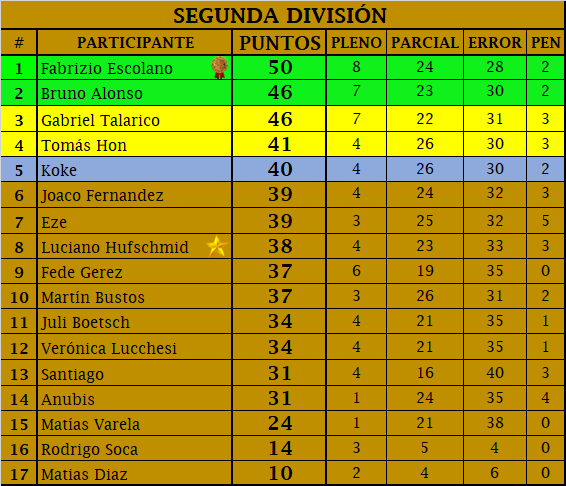 SEGUNDA DIVISIÓN
# PARTICIPANTE PUNTOS PLENO PARCIAL ERROR PEN
1 Fabrizio Escolano 50 8 24 28 2
2 Bruno Alonso 46 7 23 30 2
3 Gabriel Talarico 46 7 22 31 3
4 Tomás Hon 41 4 26 30 3
5 Koke 40 4 26 30 2
6 Joaco Fernandez 39 4 24 32 3
7 Eze 39 3 25 32 5
8 Luciano Hufschmid 38 4 23 33 3
9 Fede Gerez 37 6 19 35 0
10 Martín Bustos 37 3 26 31 2
11 Juli Boetsch 34 4 21 35 1
12 Verónica Lucchesi 34 4 21 35 1
13 Santiago 31 4 16 40 3
14 Anubis 31 1 24 35 4
15 Matías Varela 24 1 21 38 0
16 Rodrigo Soca 14 3 5 4 0
17 Matias Diaz 10 2 4 6 0